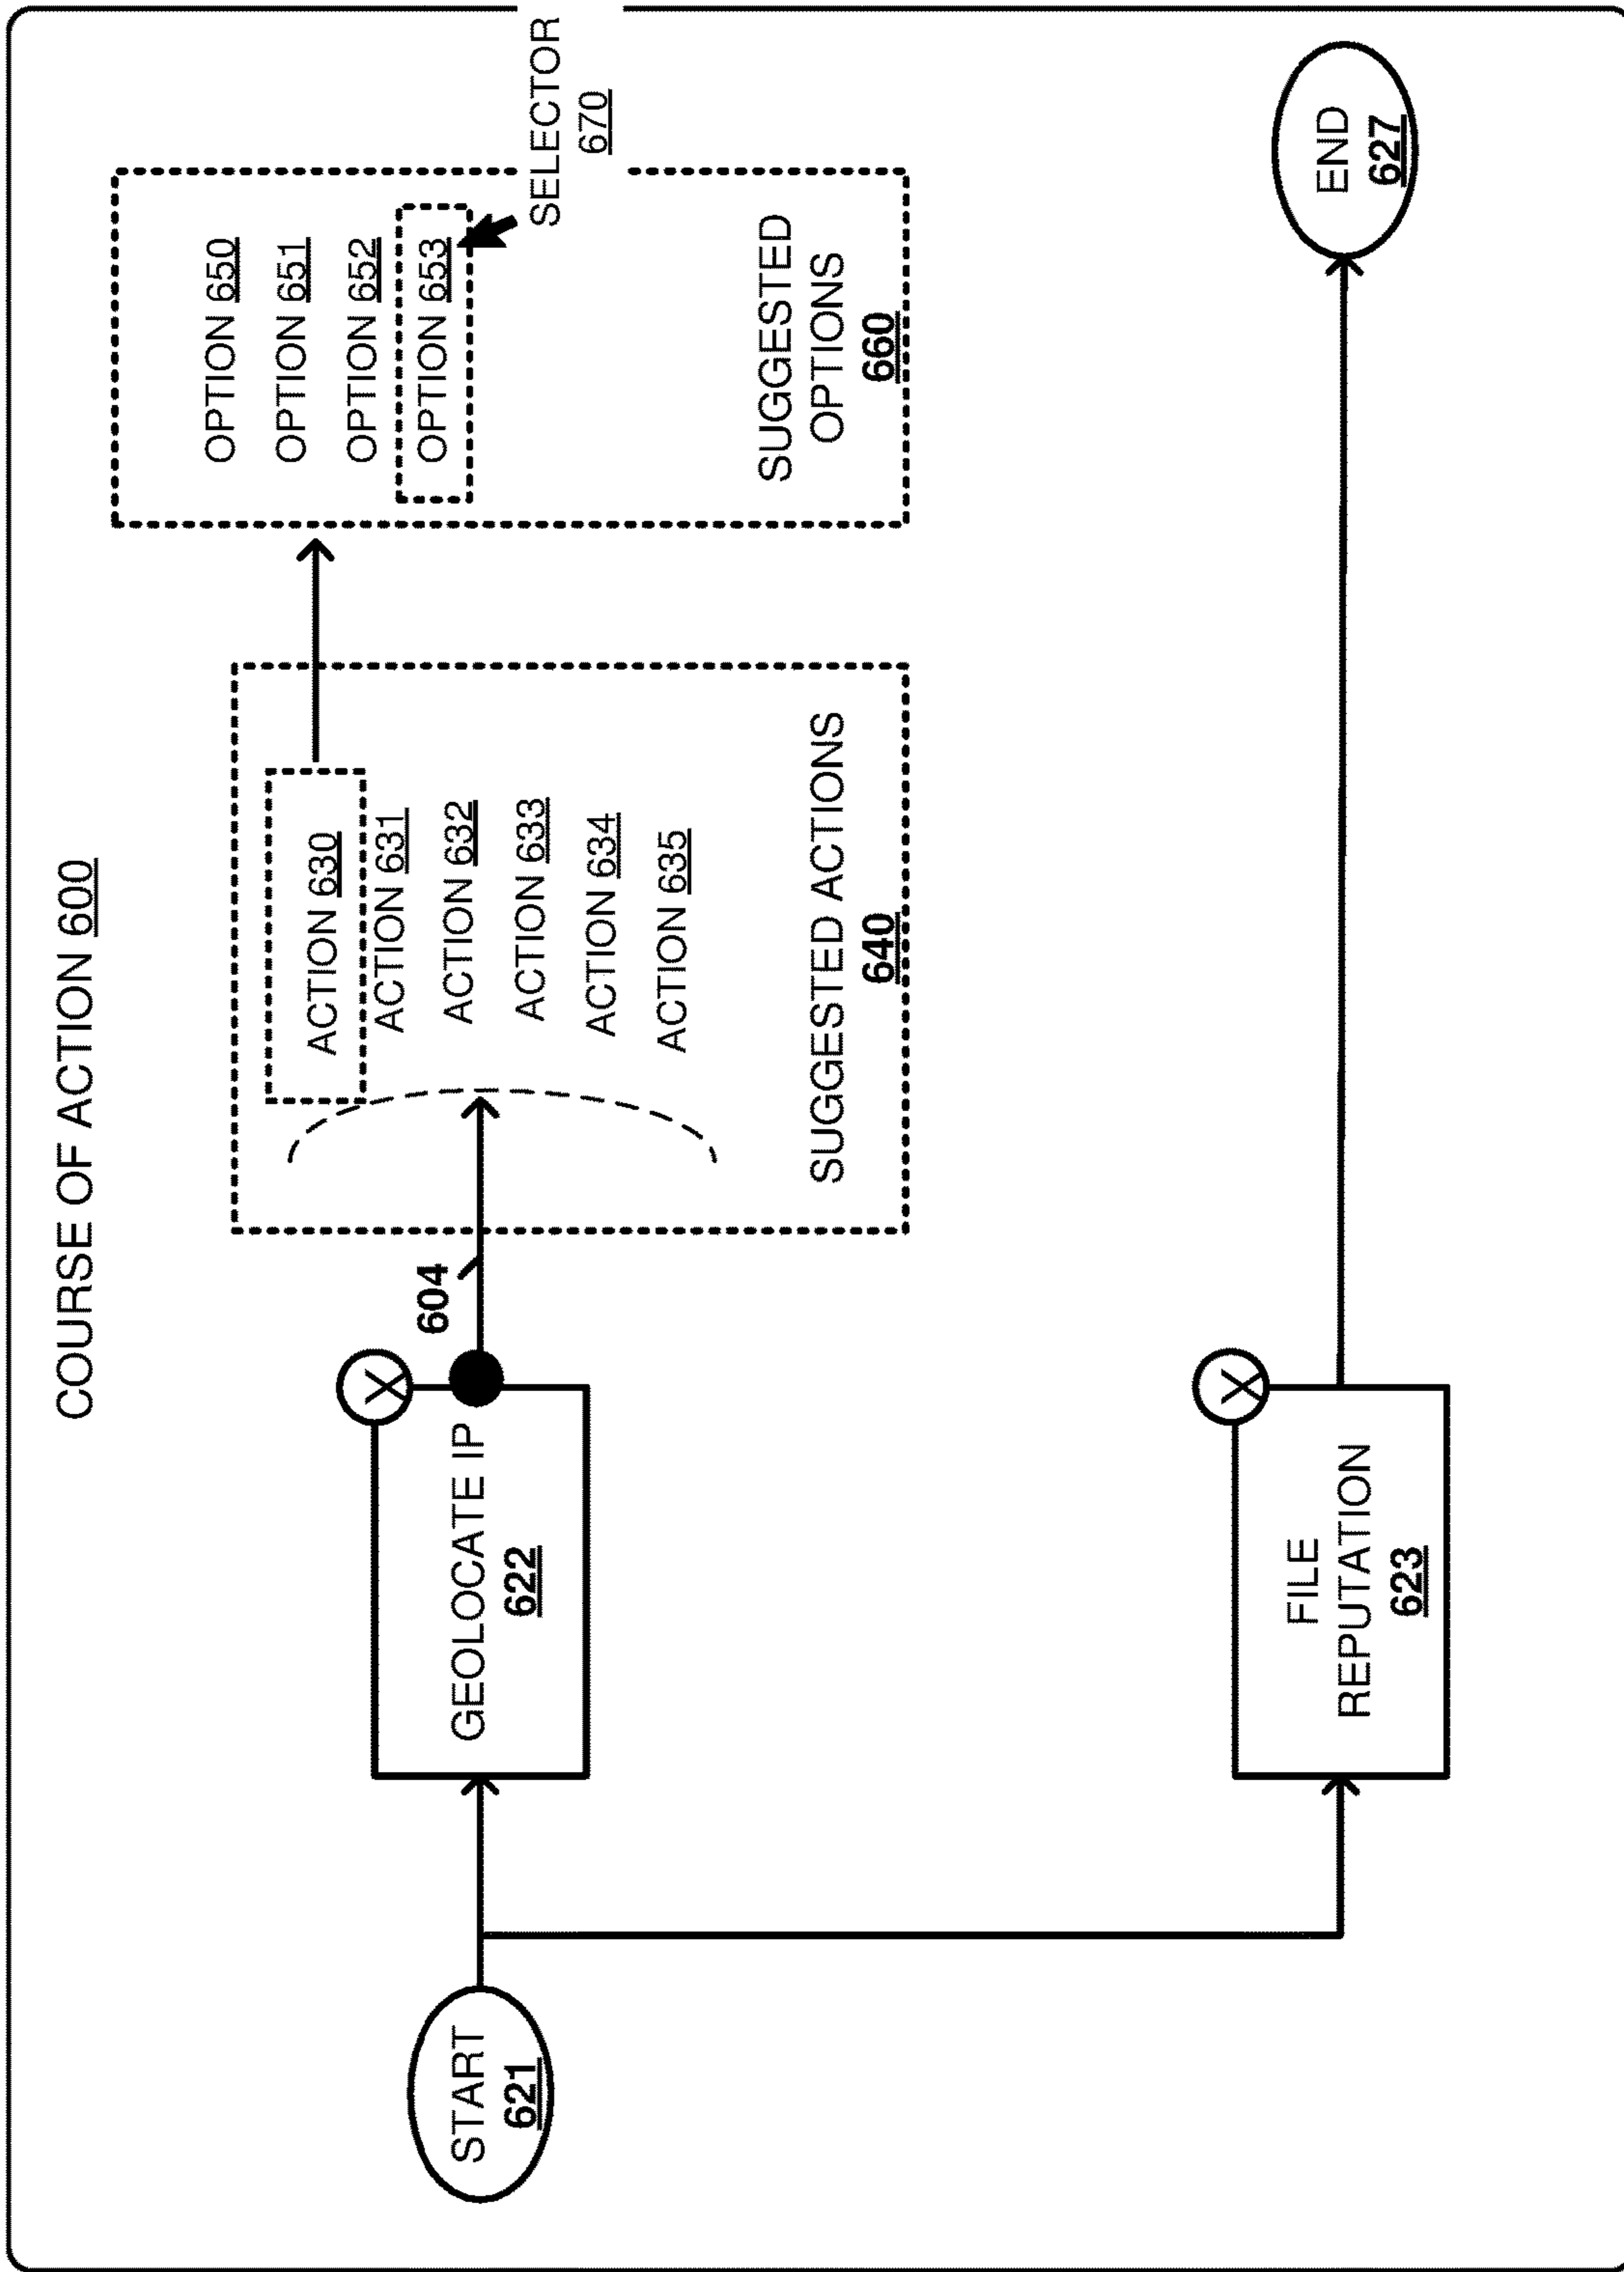 COURSE OF ACTION 600
START
621
GEOLOCATE IP
622
604
ACTION 630
ACTION 631
ACTION 632
ACTION 633
ACTION 634
ACTION 635
SUGGESTED ACTIONS
640
OPTION 650
OPTION 651
OPTION 652
OPTION 653
SUGGESTED
OPTIONS
660
SELECTOR
670
X
FILE
REPUTATION
623
X
END
627